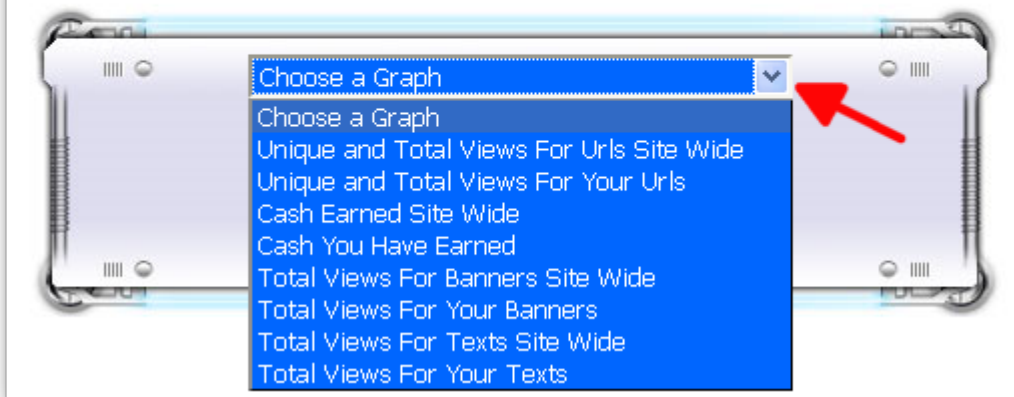 Choose a Graph
Choose a Graph
Unique and Total Views For Urls Site Wide
Unique and Total Views For Your Urls
Cash Earned Site Wide
Cash You Have Earned
Total Views For Banners Site Wide
Total Views For Your Banners
Total Views For Texts Site Wide
Total Views For Your Texts